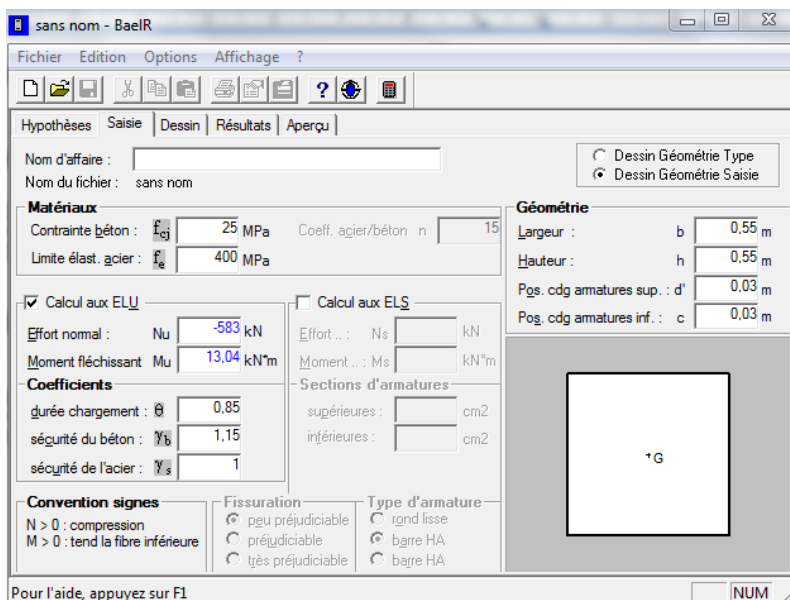 sans nom - BaelR
Fichier Edition Options Affichage ?
Hypothèses Saisie Dessin Résultats Aperçu
Nom d'affaire :
Nom du fichier : sans nom
Dessin Géométrie Type
Dessin Géométrie Saisie
Matériaux
Contrainte béton : fcj 25 MPa Coeff. acier/béton n 15
Limite élast. acier : fe 400 MPa
Géométrie
Largeur : b 0,55 m
Hauteur : h 0,55 m
Pos. cdg armatures sup. : d' 0,03 m
Pos. cdg armatures inf. : c 0,03 m
Calcul aux ELU
Effort normal : Nu -583 kN
Moment fléchissant Mu 13,04 kN*m
Calcul aux ELS
Effort .. : Ns kN
Moment .. : Ms kN*m
Coefficients
durée chargement : θ 0,85
sécurité du béton : γb 1,15
sécurité de l'acier : γs 1
Sections d'armatures
supérieures : cm2
inférieures : cm2
+G
Convention signes
N > 0 : compression
M > 0 : tend la fibre inférieure
Fissuration
peu préjudiciable
préjudiciable
très préjudiciable
Type d'armature
rond lisse
barre HA
barre HA
Pour l'aide, appuyez sur F1 NUM